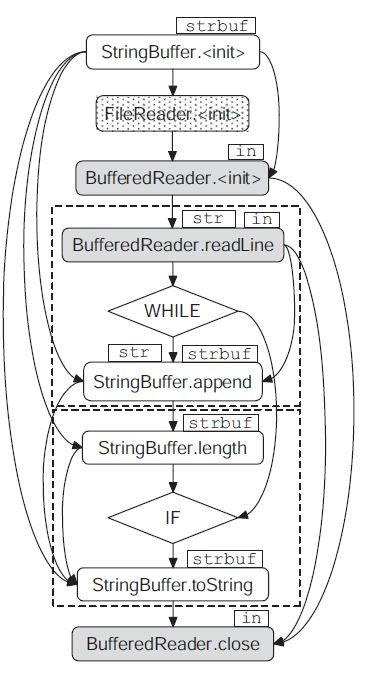 strbuf
StringBuffer.<init>
FileReader.<init>
in
BufferedReader.<init>
str in
BufferedReader.readLine
WHILE
str strbuf
StringBuffer.append
strbuf
StringBuffer.length
IF
strbuf
StringBuffer.toString
in
BufferedReader.close